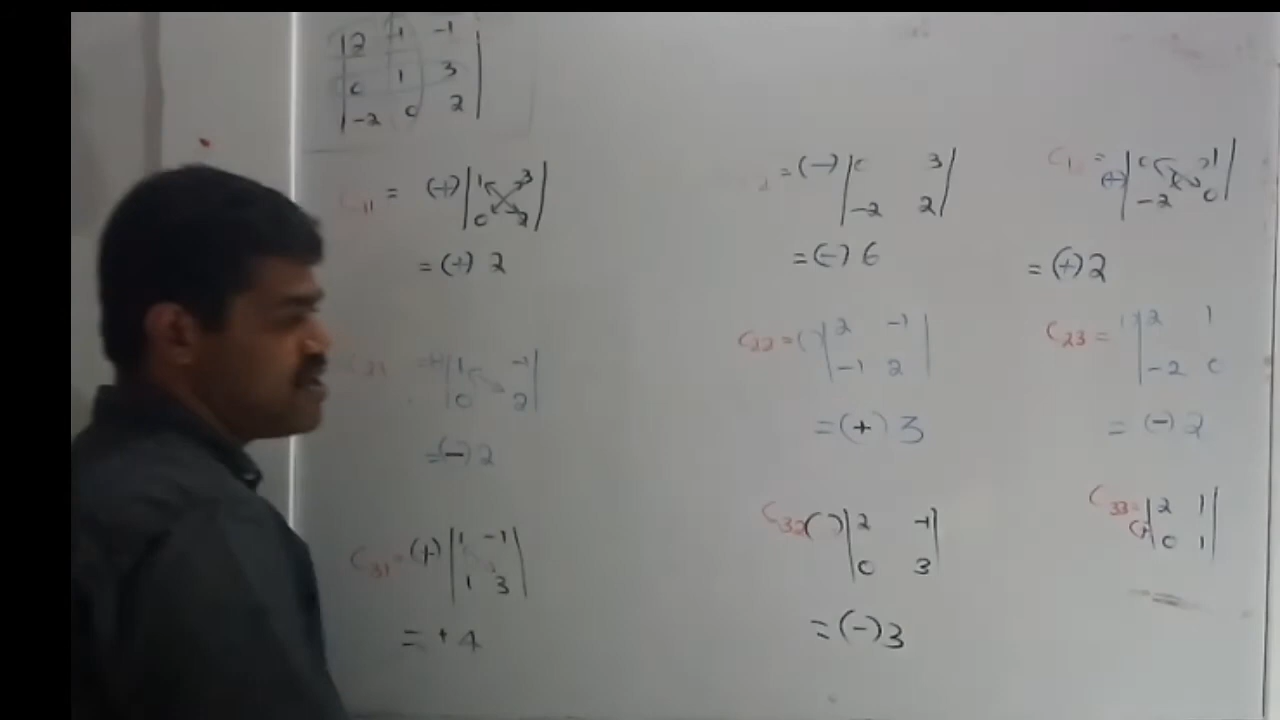 |2 1 -1|
|0 1 3|
|-2 0 2|
C11 = (+) |1 3|
|0 2|
= (+) 2
= (-) |0 3|
|-2 2|
= (-) 6
C1 = (+) |0 1|
|-2 0|
= (+) 2
C21 |1 -1|
|0 2|
= (-) 2
C22 = ( ) |2 -1|
|-1 2|
= (+) 3
C23 = ( ) |2 1|
|-2 0|
= (-) 2
C31 = (+) |1 -1|
|1 3|
= + 4
C32 ( ) |2 -1|
|0 3|
= (-) 3
C33 = (+) |2 1|
|0 1|